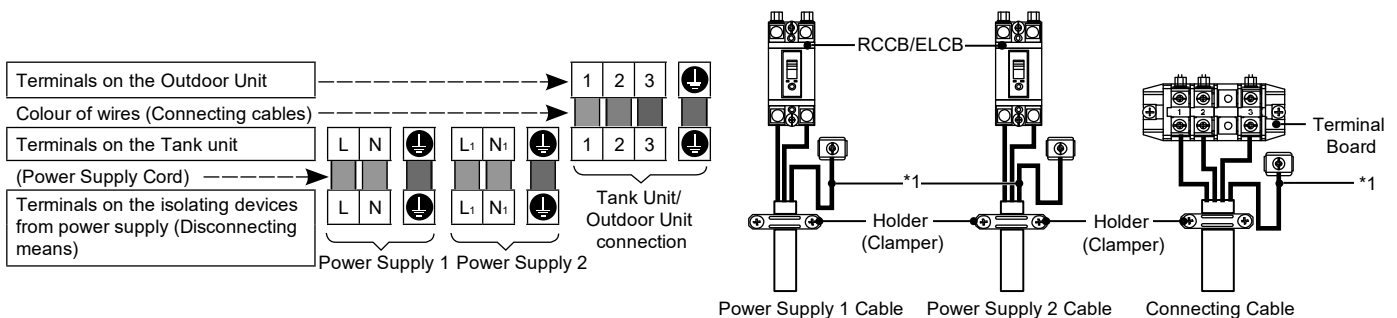 Terminals on the Outdoor Unit
Colour of wires (Connecting cables)
Terminals on the Tank unit
(Power Supply Cord)
Terminals on the isolating devices
from power supply (Disconnecting
means)
1 2 3
1 2 3
L N L1 N1
L N L1 N1
Power Supply 1 Power Supply 2
Tank Unit/
Outdoor Unit
connection
RCCB/ELCB
*1
Holder
(Clamper)
Holder
(Clamper)
1 2 3
Terminal
Board
*1
Power Supply 1 Cable Power Supply 2 Cable Connecting Cable